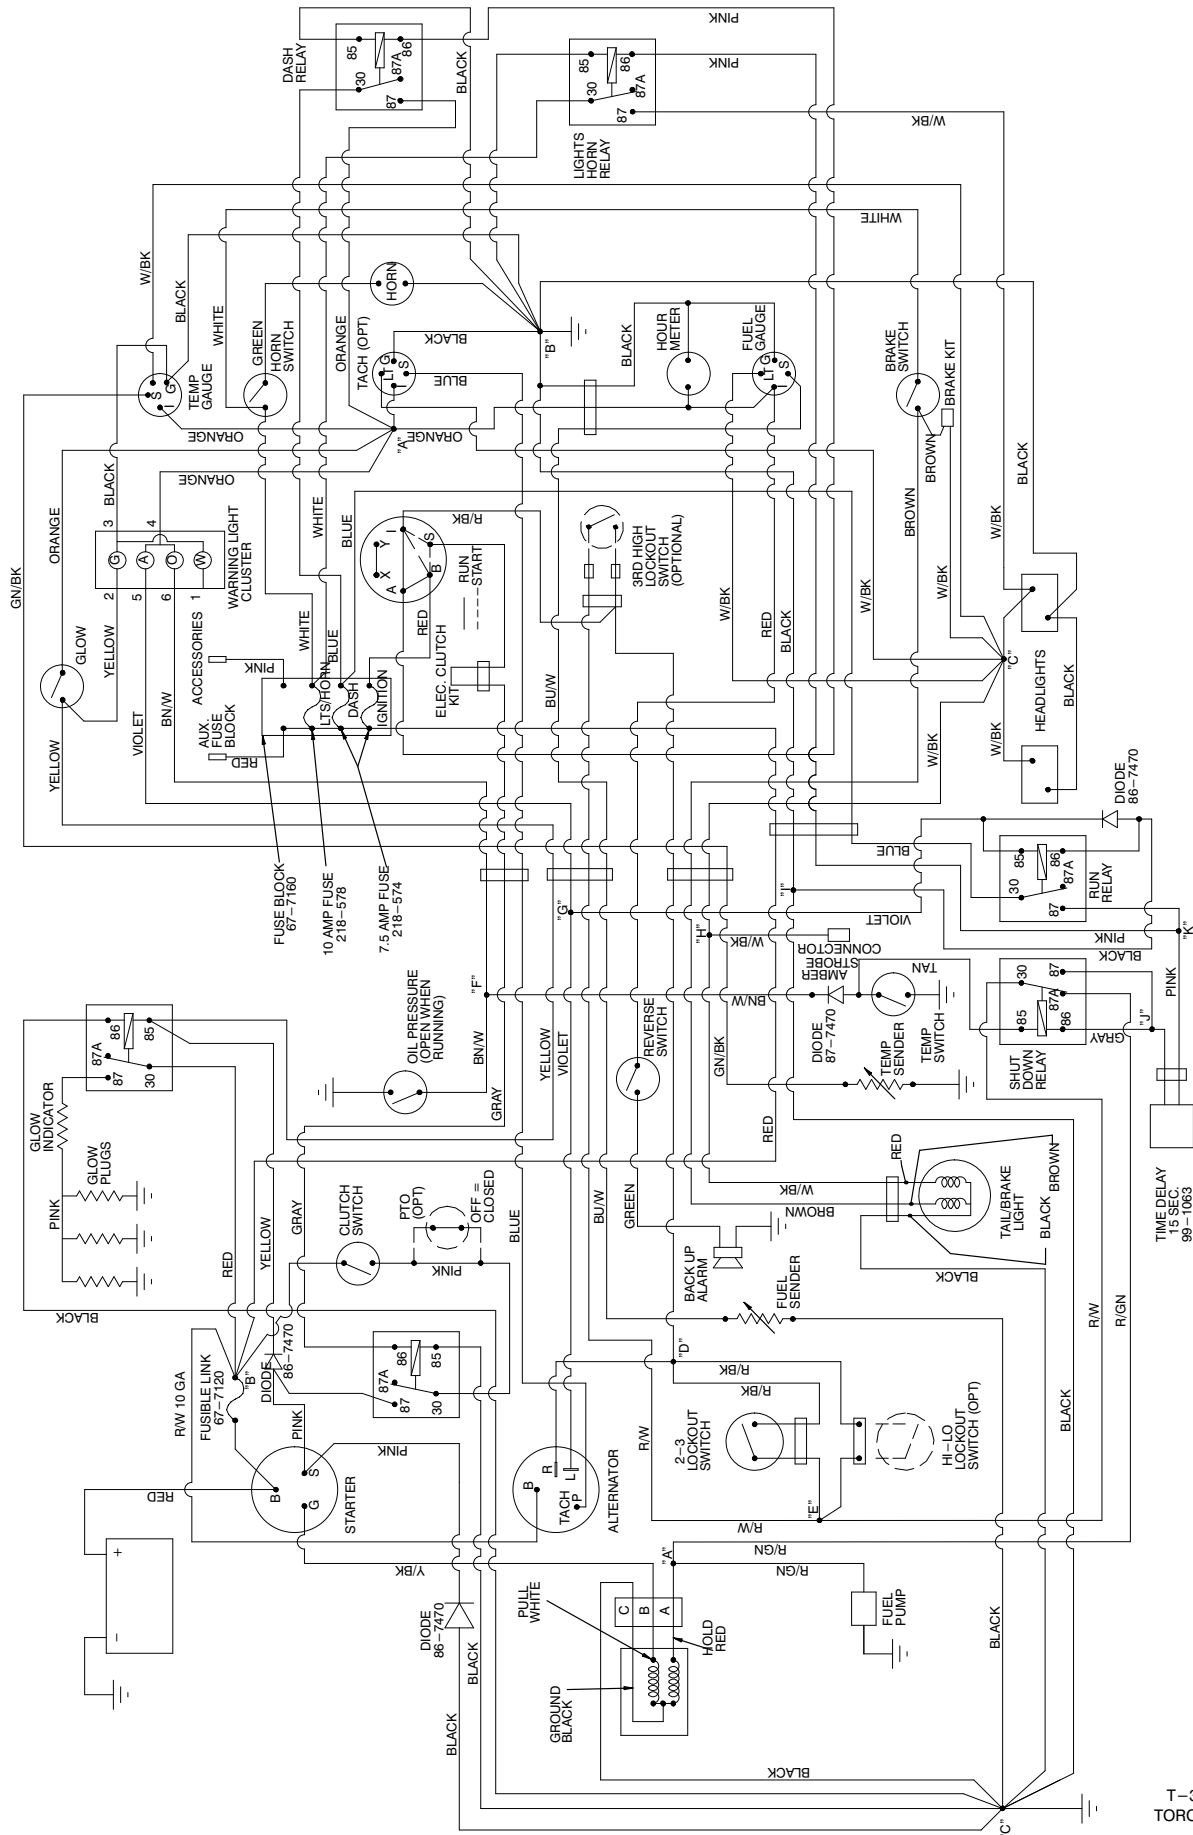 PINK
DASH
RELAY
85
86
30
87A
87
BLACK
85
86
30
87A
87
PINK
LIGHTS
HORN
RELAY
W/BK
W/BK
BLACK
WHITE
GREEN
HORN
SWITCH
HORN
ORANGE
TACH (OPT)
LT
G
I
S
BLACK
BLUE
"B"
BLACK
HOUR
METER
FUEL
GAUGE
LT
G
I
S
WHITE
BRAKE
SWITCH
BRAKE KIT
S
G
I
TEMP
GAUGE
ORANGE
"A"
ORANGE
ORANGE
BLACK
3
4
G
A
O
W
2
5
6
1
WARNING LIGHT
CLUSTER
ORANGE
GN/BK
GLOW
YELLOW
YELLOW
VIOLET
BN/W
ACCESSORIES
PINK
AUX.
FUSE
BLOCK
RED
WHITE
BLUE
LTS/HORN
DASH
IGNITION
WHITE
BLUE
A
X
Y
I
B
S
RED
R/BK
RUN
START
ELEC. CLUTCH
KIT
3RD HIGH
LOCKOUT
SWITCH
(OPTIONAL)
BU/W
W/BK
RED
BLACK
W/BK
BROWN
BROWN
W/BK
W/BK
BLACK
"C"
HEADLIGHTS
W/BK
W/BK
BLACK
FUSE BLOCK
67-7160
10 AMP FUSE
218-578
7.5 AMP FUSE
218-574
"G"
"F"
"H"
"I"
W/BK
AMBER
STROBE
CONNECTOR
BLUE
VIOLET
DIODE
86-7470
85
86
30
87A
87
RUN
RELAY
PINK
BLACK
"K"
PINK
86
85
87A
87
30
GLOW
INDICATOR
GLOW
PLUGS
PINK
OIL PRESSURE
(OPEN WHEN
RUNNING)
BN/W
GRAY
YELLOW
VIOLET
REVERSE
SWITCH
GN/BK
BN/W
DIODE
87-7470
TAN
TEMP
SENDER
TEMP
SWITCH
30
85
87A
87
86
SHUT
DOWN
RELAY
GRAY
"J"
TIME DELAY
15 SEC.
99-1063
RED
RED
YELLOW
GRAY
CLUTCH
SWITCH
PTO
(OPT)
OFF =
CLOSED
PINK
BLUE
BU/W
GREEN
BACK UP
ALARM
FUEL
SENDER
W/BK
BROWN
RED
TAIL/BRAKE
LIGHT
BLACK
BROWN
BLACK
BLACK
R/W 10 GA
FUSIBLE LINK
67-7120
"B"
DIODE
86-7470
PINK
86
85
87A
87
30
"D"
R/BK
R/BK
R/W
R/GN
RED
B
S
G
STARTER
PINK
B
R
L
TACH
P
ALTERNATOR
R/W
2-3
LOCKOUT
SWITCH
HI-LO
LOCKOUT
SWITCH (OPT)
BLACK
+
-
Y/BK
R/W
"E"
"A"
R/GN
R/GN
DIODE
86-7470
BLACK
PULL
WHITE
C
B
A
HOLD
RED
FUEL
PUMP
GROUND
BLACK
BLACK
BLACK
BLACK
"C"
T-3
TORQ